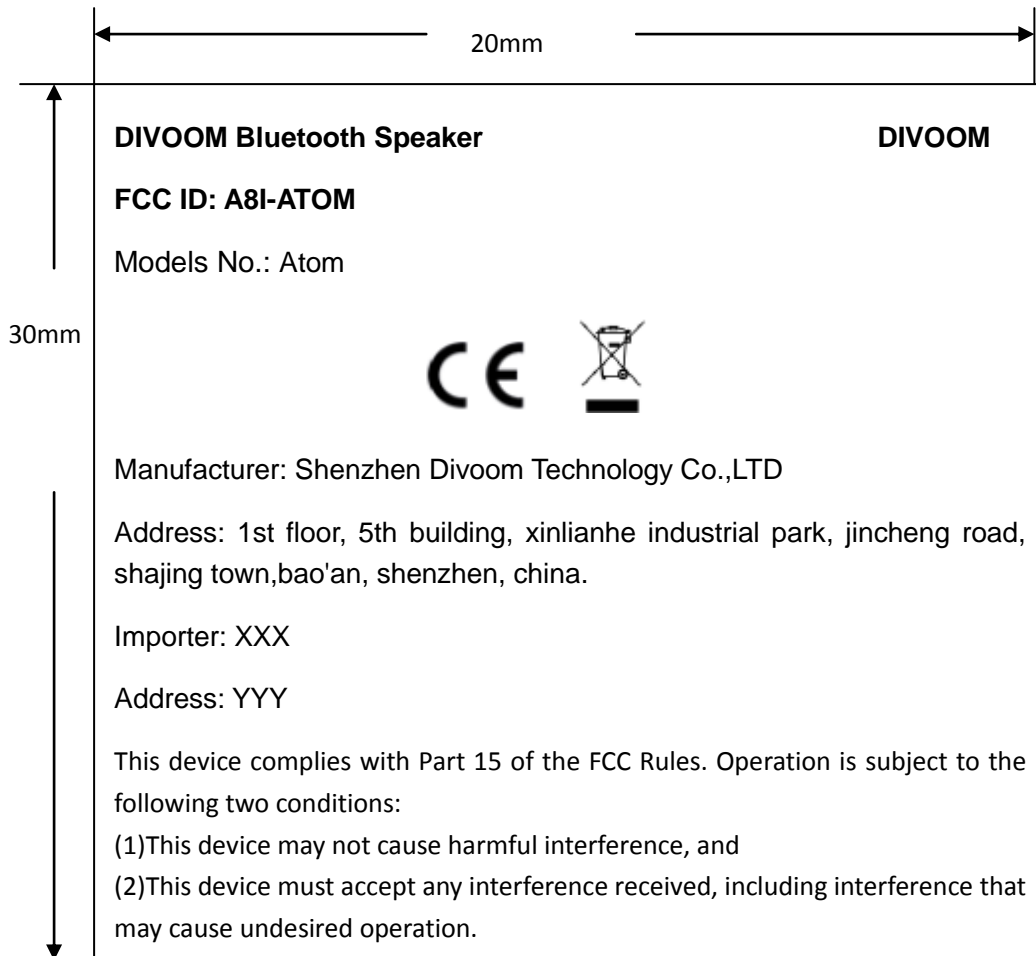 20mm
DIVOOM Bluetooth Speaker DIVOOM
FCC ID: A8I-ATOM
Models No.: Atom
30mm
CE
Manufacturer: Shenzhen Divoom Technology Co.,LTD
Address: 1st floor, 5th building, xinlianhe industrial park, jincheng road,
shajing town,bao'an, shenzhen, china.
Importer: XXX
Address: YYY
This device complies with Part 15 of the FCC Rules. Operation is subject to the
following two conditions:
(1)This device may not cause harmful interference, and
(2)This device must accept any interference received, including interference that
may cause undesired operation.